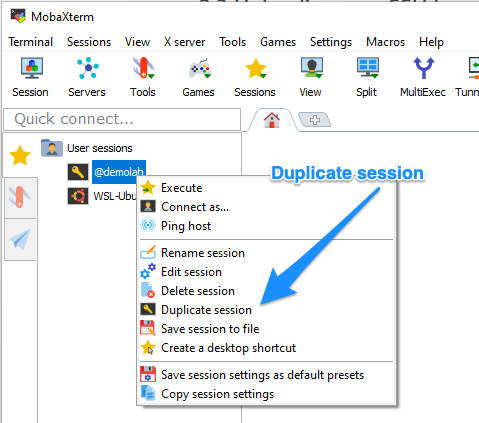 MobaXterm
Terminal Sessions View X server Tools Games Settings Macros Help
Session Servers Tools Games Sessions View Split MultiExec Tunn
Quick connect...
User sessions
@demolab
WSL-Ubu
Duplicate session
Execute
Connect as...
Ping host
Rename session
Edit session
Delete session
Duplicate session
Save session to file
Create a desktop shortcut
Save session settings as default presets
Copy session settings